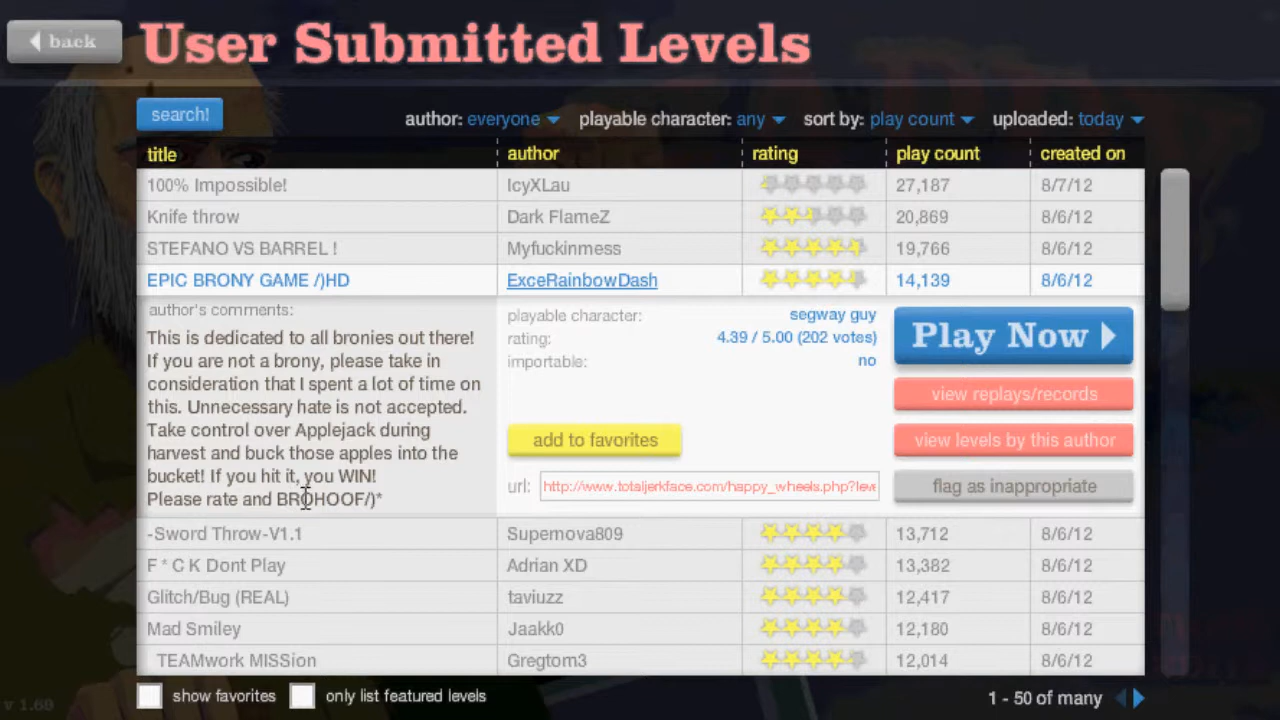 back
User Submitted Levels
search!
author: everyone playable character: any sort by: play count uploaded: today
title author rating play count created on
100% Impossible! IcyXLau 27,187 8/7/12
Knife throw Dark FlameZ 20,869 8/6/12
STEFANO VS BARREL ! Myfuckinmess 19,766 8/6/12
EPIC BRONY GAME /)HD ExceRainbowDash 14,139 8/6/12
author's comments:
This is dedicated to all bronies out there!
If you are not a brony, please take in
consideration that I spent a lot of time on
this. Unnecessary hate is not accepted.
Take control over Applejack during
harvest and buck those apples into the
bucket! If you hit it, you WIN!
Please rate and BROHOOF/)*
playable character: segway guy
rating: 4.39 / 5.00 (202 votes)
importable: no
add to favorites
url: http://www.totaljerkface.com/happy_wheels.php?leve
Play Now
view replays/records
view levels by this author
flag as inappropriate
-Sword Throw-V1.1 Supernova809 13,712 8/6/12
F * C K Dont Play Adrian XD 13,382 8/6/12
Glitch/Bug (REAL) taviuzz 12,417 8/6/12
Mad Smiley Jaakk0 12,180 8/6/12
TEAMwork MISSion Gregtom3 12,014 8/6/12
show favorites only list featured levels 1 - 50 of many
v 1.69